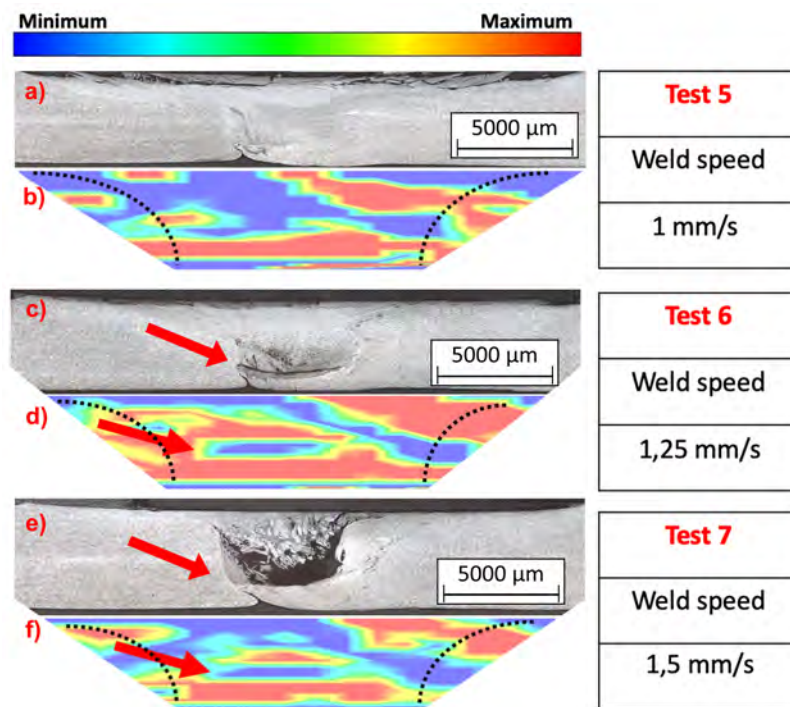 Minimum
Maximum
a)
5000 µm
b)
Test 5
Weld speed
1 mm/s
c)
5000 µm
d)
Test 6
Weld speed
1,25 mm/s
e)
5000 µm
f)
Test 7
Weld speed
1,5 mm/s